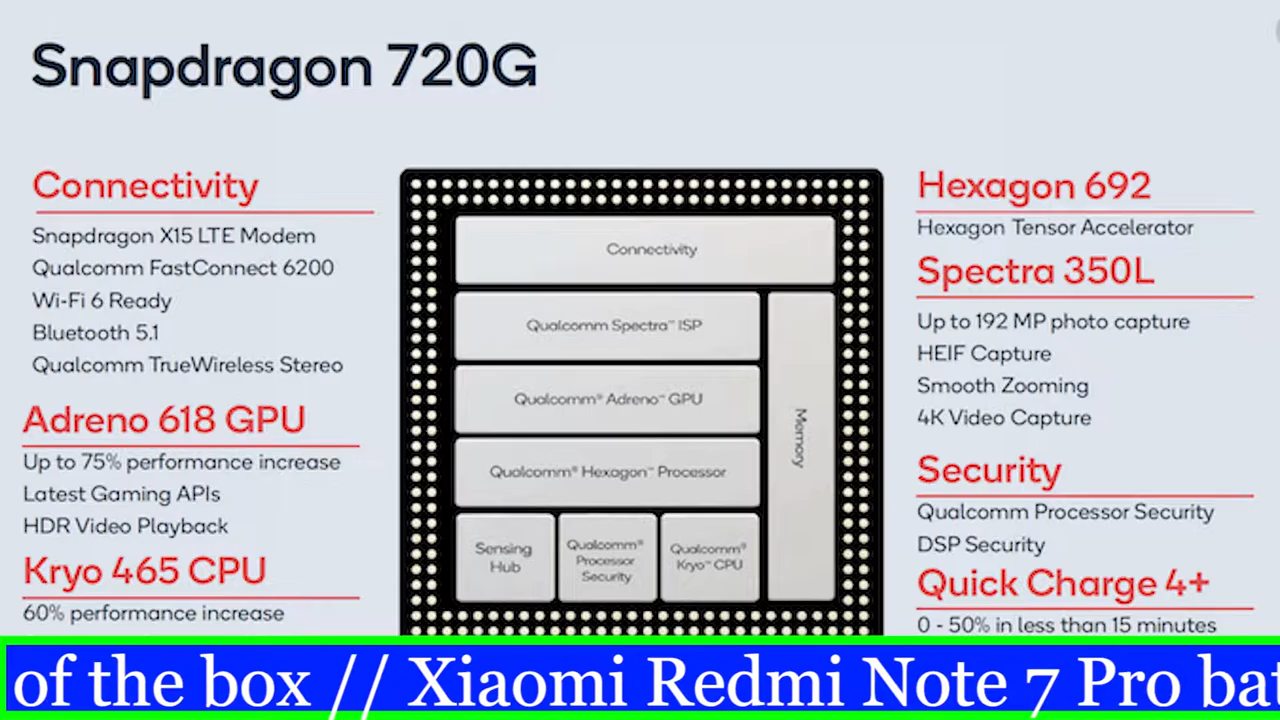 Snapdragon 720G
Connectivity
Snapdragon X15 LTE Modem
Qualcomm FastConnect 6200
Wi-Fi 6 Ready
Bluetooth 5.1
Qualcomm TrueWireless Stereo
Adreno 618 GPU
Up to 75% performance increase
Latest Gaming APIs
HDR Video Playback
Kryo 465 CPU
60% performance increase
Connectivity
Qualcomm Spectra™ ISP
Qualcomm® Adreno™ GPU
Qualcomm® Hexagon™ Processor
Sensing
Hub
Qualcomm®
Processor
Security
Qualcomm®
Kryo™ CPU
Memory
Hexagon 692
Hexagon Tensor Accelerator
Spectra 350L
Up to 192 MP photo capture
HEIF Capture
Smooth Zooming
4K Video Capture
Security
Qualcomm Processor Security
DSP Security
Quick Charge 4+
0 - 50% in less than 15 minutes
of the box // Xiaomi Redmi Note 7 Pro bat